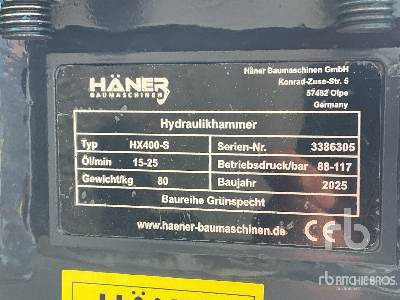 HÄNER
BAUMASCHINEN
Häner Baumaschinen GmbH
Konrad-Zuse-Str. 5
57462 Olpe
Germany
Hydraulikhammer
Typ HX400-S Serien-Nr. 3386305
Öl/min 15-25 Betriebsdruck/bar 88-117
Gewicht/kg 80 Baujahr 2025
Baureihe Grünspecht
www.haener-baumaschinen.de CE
rb
RITCHIE BROS.
HÄNER